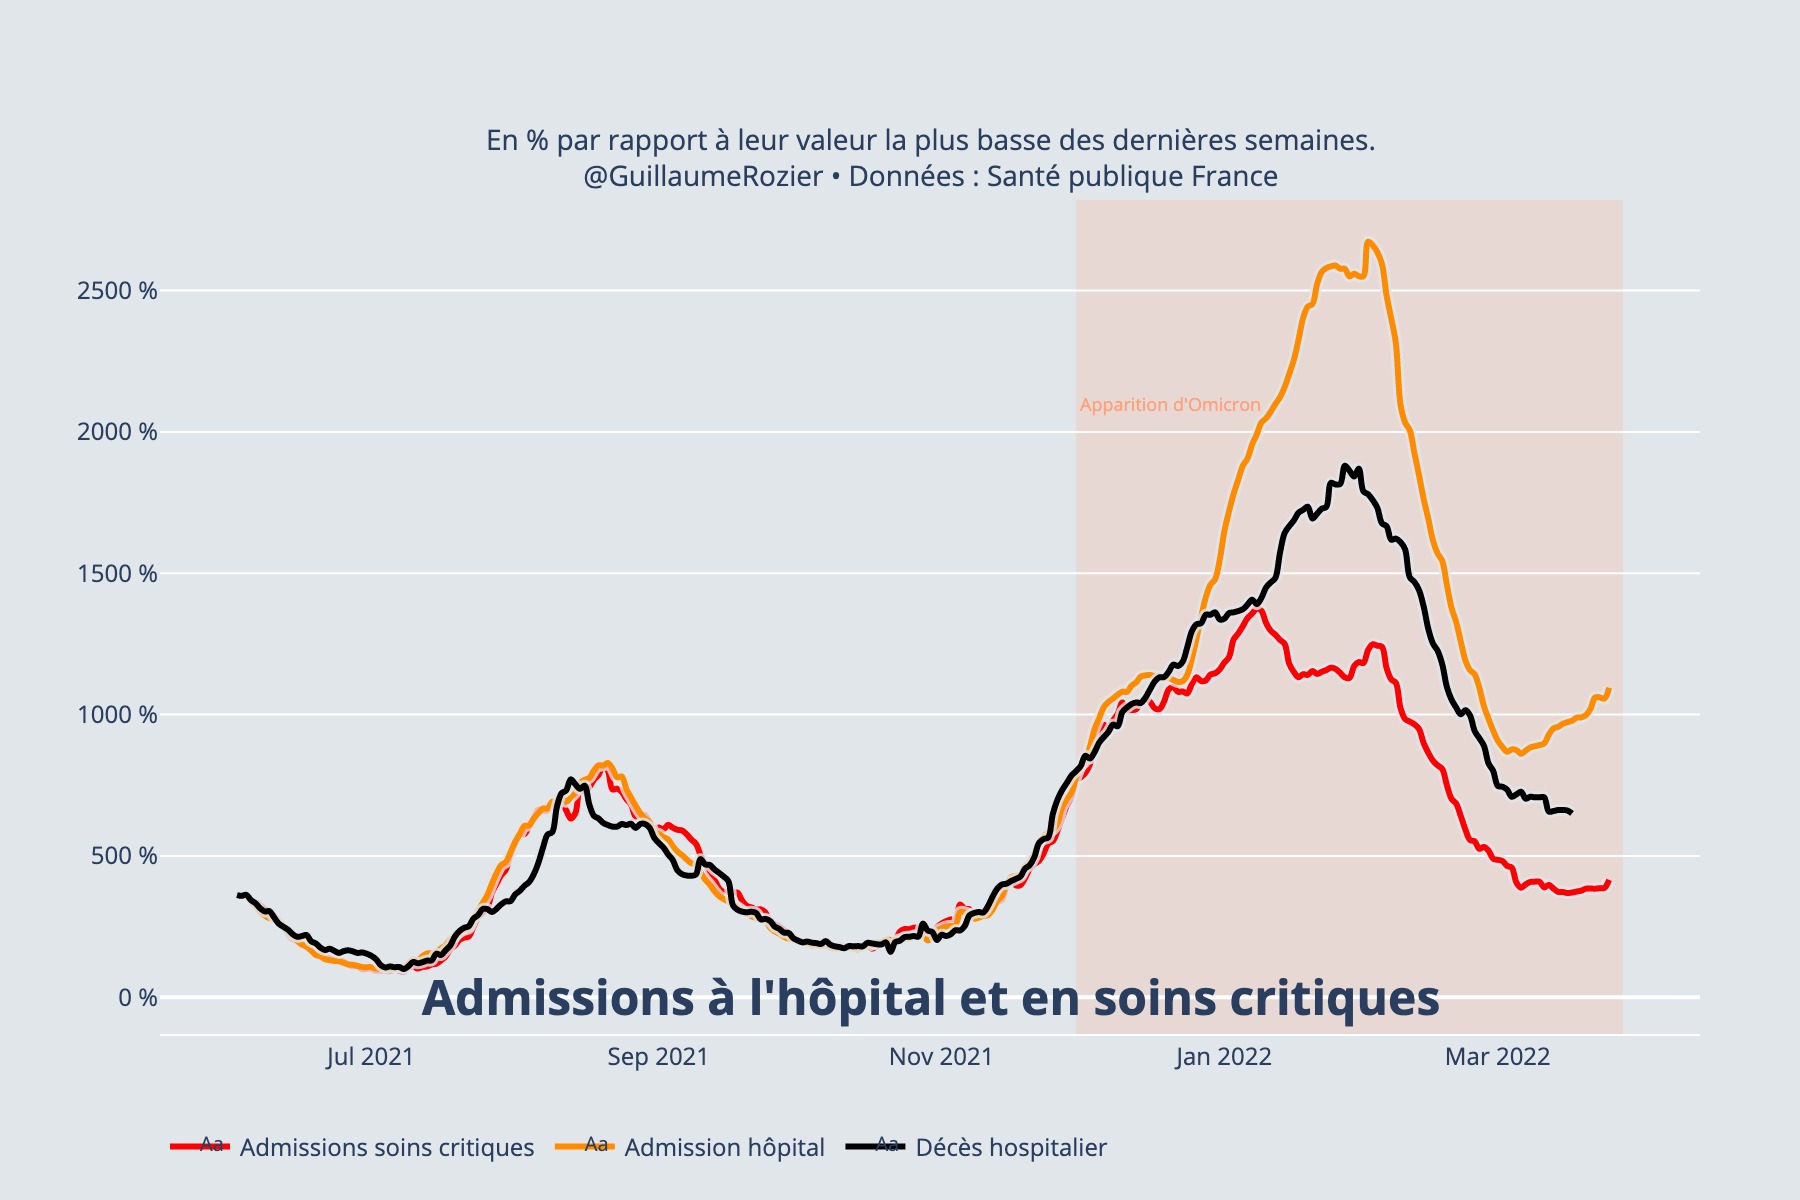 En % par rapport à leur valeur la plus basse des dernières semaines.
@GuillaumeRozier • Données : Santé publique France
2500 %
Apparition d'Omicron
2000 %
1500 %
1000 %
500 %
0 %
Admissions à l'hôpital et en soins critiques
Jul 2021 Sep 2021 Nov 2021 Jan 2022 Mar 2022
Aa Admissions soins critiques Aa Admission hôpital Aa Décès hospitalier